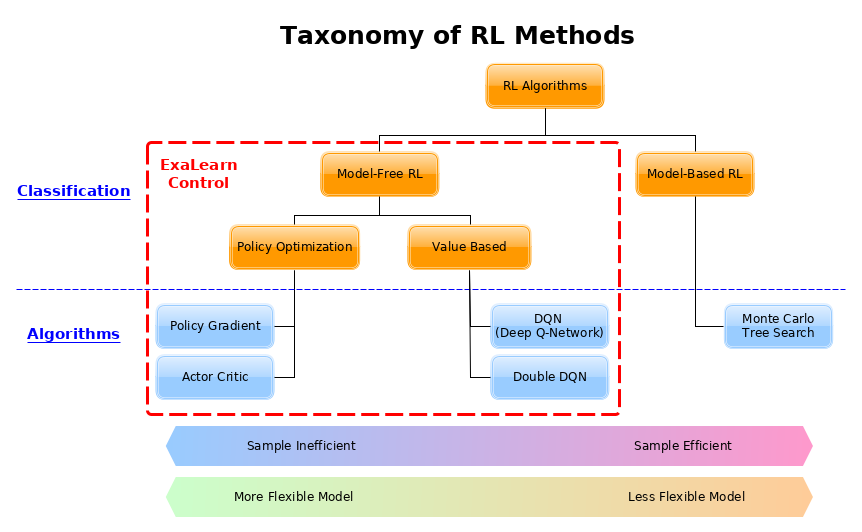 Taxonomy of RL Methods
RL Algorithms
ExaLearn
Control
Model-Free RL
Model-Based RL
Classification
Policy Optimization
Value Based
Algorithms
Policy Gradient
DQN
(Deep Q-Network)
Monte Carlo
Tree Search
Actor Critic
Double DQN
Sample Inefficient
Sample Efficient
More Flexible Model
Less Flexible Model